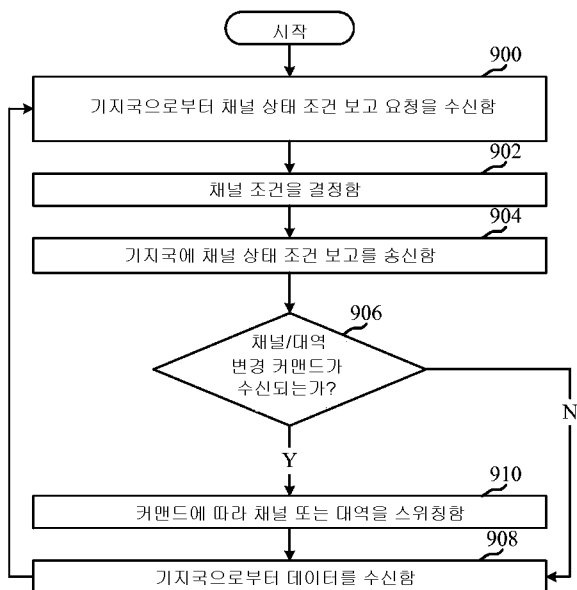 시작
900
기지국으로부터 채널 상태 조건 보고 요청을 수신함
902
채널 조건을 결정함
904
기지국에 채널 상태 조건 보고를 송신함
906
채널/대역
변경 커맨드가
수신되는가?
N
Y
910
커맨드에 따라 채널 또는 대역을 스위칭함
908
기지국으로부터 데이터를 수신함